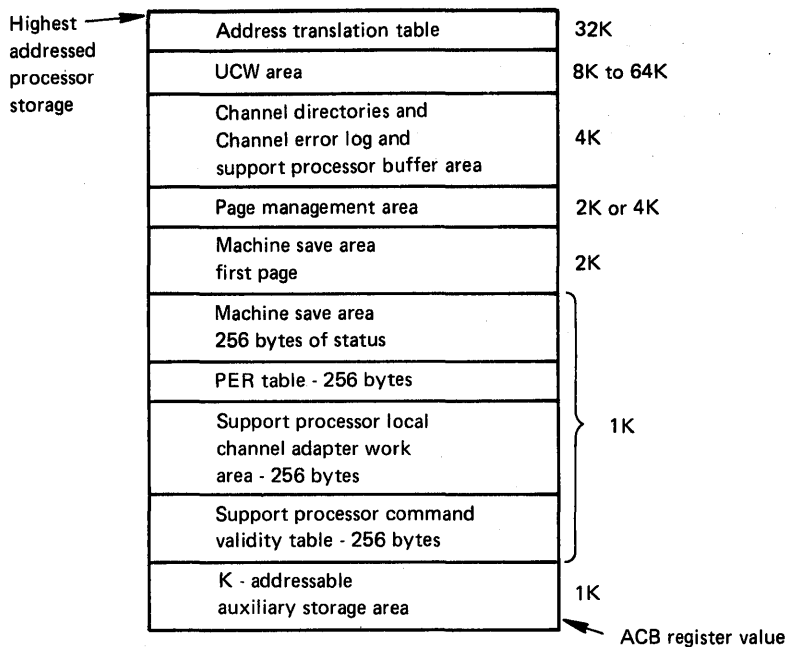 Highest
addressed
processor
storage
Address translation table
32K
UCW area
8K to 64K
Channel directories and
Channel error log and
support processor buffer area
4K
Page management area
2K or 4K
Machine save area
first page
2K
Machine save area
256 bytes of status
PER table - 256 bytes
Support processor local
channel adapter work
area - 256 bytes
Support processor command
validity table - 256 bytes
1K
K - addressable
auxiliary storage area
1K
ACB register value